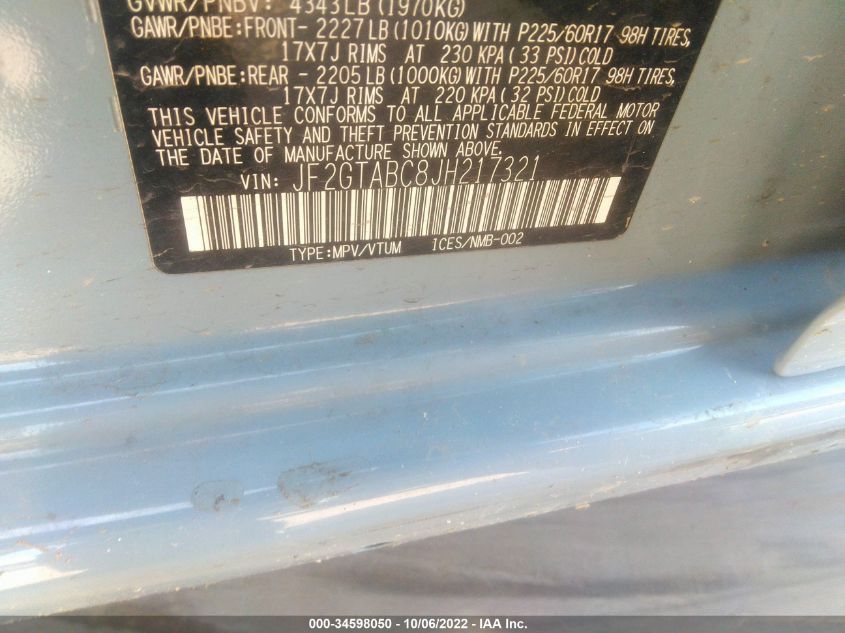 GVWR/PNBV: 4343LB(1970KG)
GAWR/PNBE:FRONT- 2227LB(1010KG)WITH P225/60R17 98H TIRES,
17X7J RIMS AT 230 KPA(33 PSI)COLD
GAWR/PNBE:REAR - 2205LB(1000KG)WITH P225/60R17 98H TIRES,
17X7J RIMS AT 220 KPA(32 PSI)COLD
THIS VEHICLE CONFORMS TO ALL APPLICABLE FEDERAL MOTOR
VEHICLE SAFETY AND THEFT PREVENTION STANDARDS IN EFFECT ON
THE DATE OF MANUFACTURE SHOWN ABOVE.
VIN: JF2GTABC8JH217321
TYPE:MPV/VTUM ICES/NMB-002
000-34598050 - 10/06/2022 - IAA Inc.